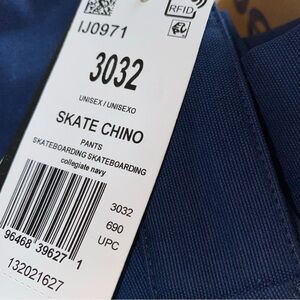 RFID
IJ0971
3032
UNISEX / UNISEXO
SKATE CHINO
PANTS
SKATEBOARDING SKATEBOARDING
collegiate navy
3032
690
UPC
96468 39627 1
132021627